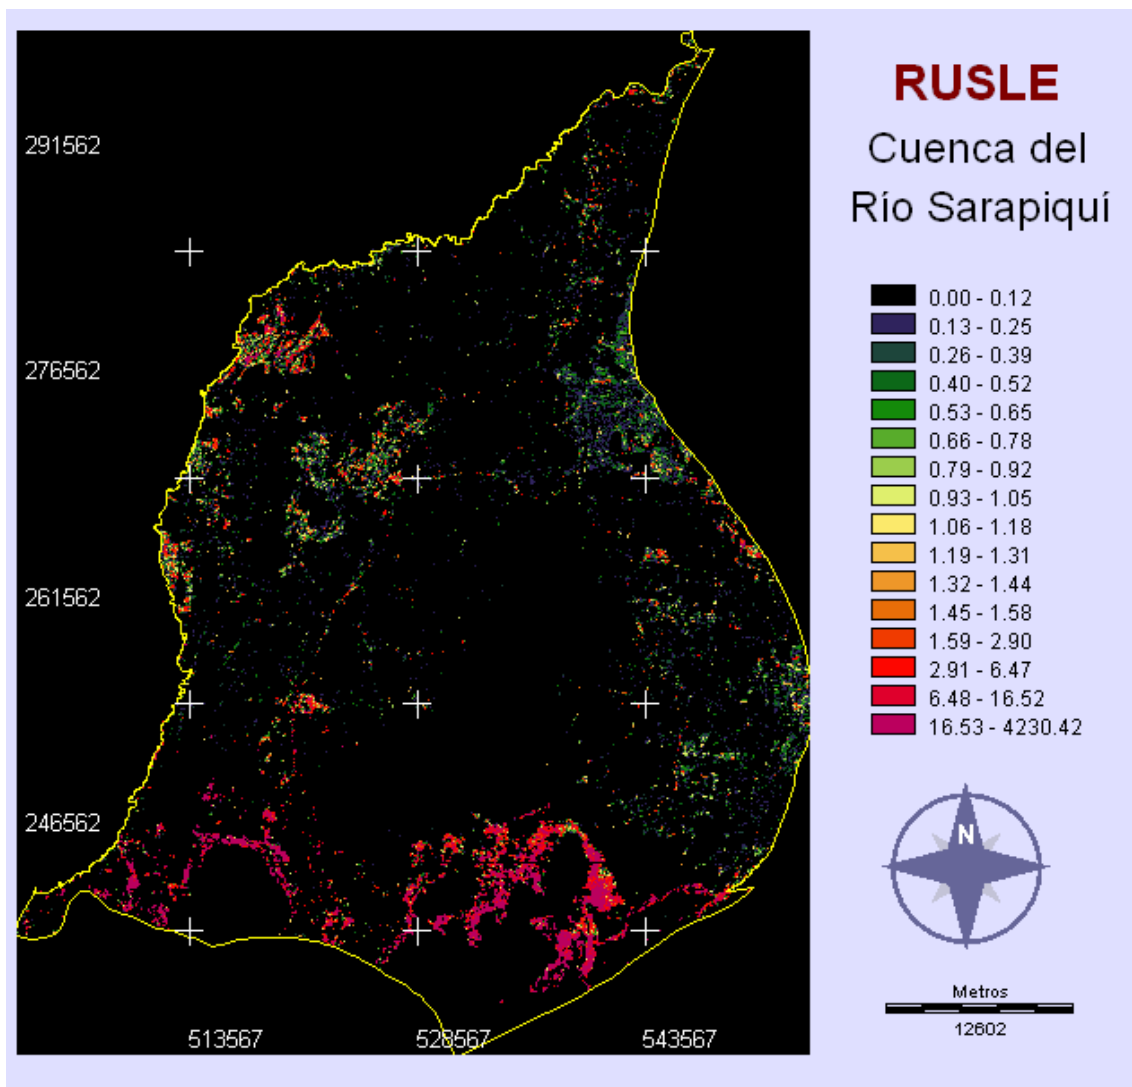 RUSLE
Cuenca del
Río Sarapiquí
291562
276562
261562
246562
513567
528567
543567
0.00 - 0.12
0.13 - 0.25
0.26 - 0.39
0.40 - 0.52
0.53 - 0.65
0.66 - 0.78
0.79 - 0.92
0.93 - 1.05
1.06 - 1.18
1.19 - 1.31
1.32 - 1.44
1.45 - 1.58
1.59 - 2.90
2.91 - 6.47
6.48 - 16.52
16.53 - 4230.42
N
Metros
12602